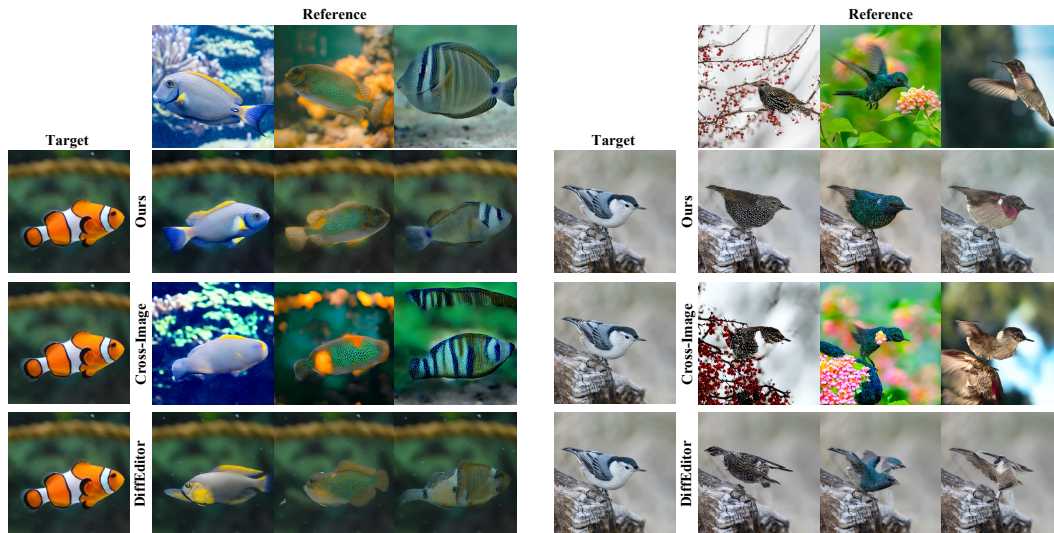 Reference
Reference
Target
Target
Ours
Ours
Cross-Image
Cross-Image
DiffEditor
DiffEditor